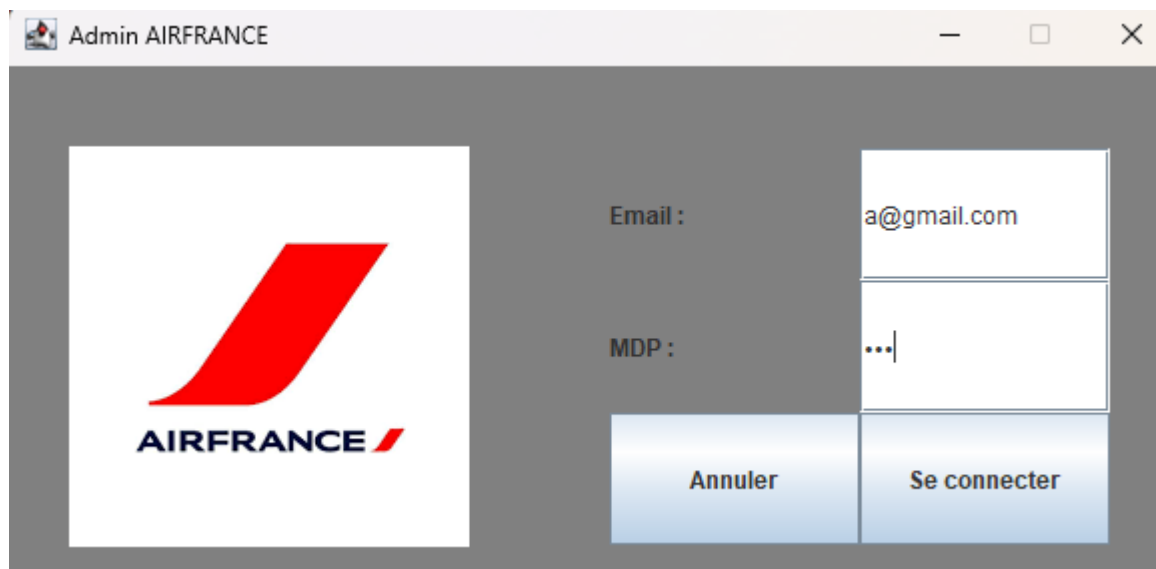 Admin AIRFRANCE
Email :
a@gmail.com
MDP :
•••
AIRFRANCE
Annuler
Se connecter